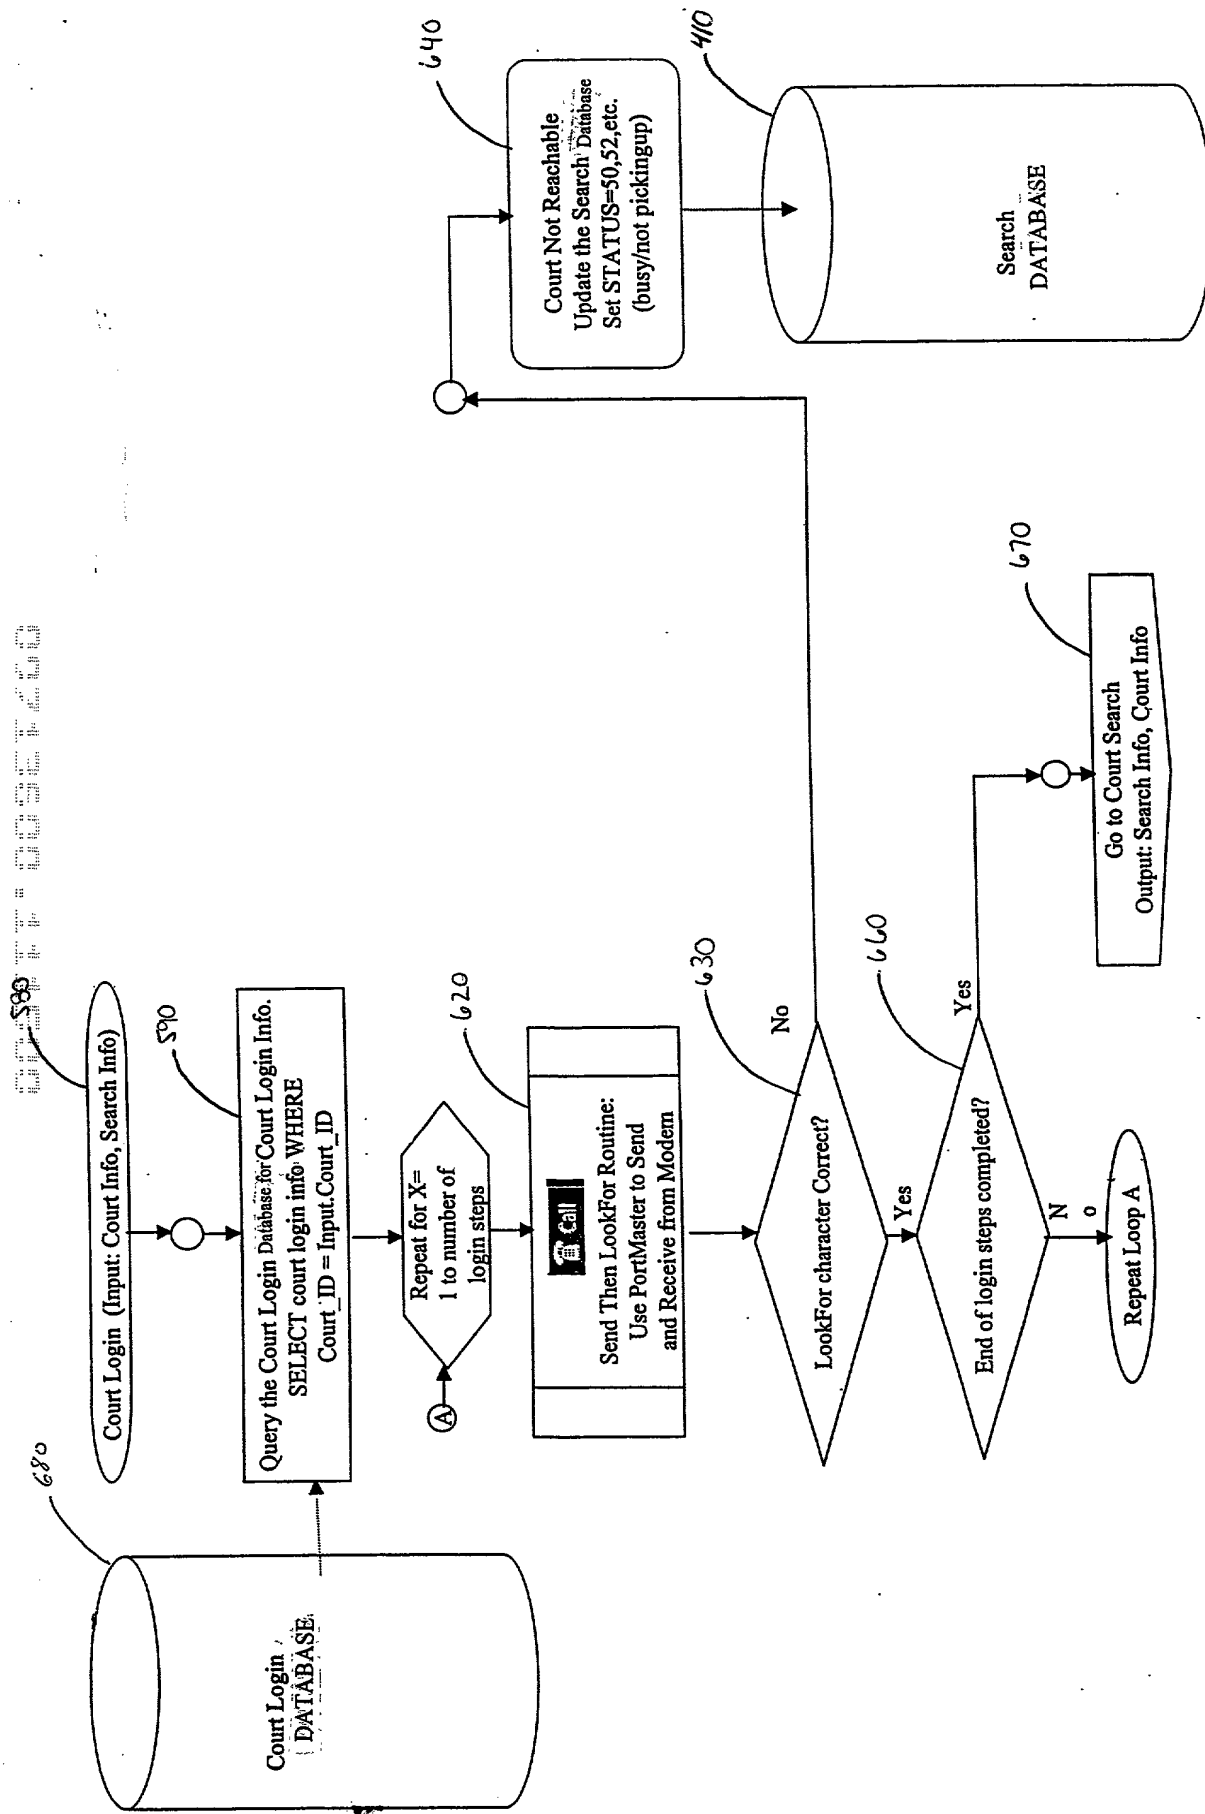 580
Court Login (Input: Court Info, Search Info)
680
Court Login
DATABASE
590
Query the Court Login Database for Court Login Info.
SELECT court login info WHERE
Court_ID = Input.Court_ID
A
Repeat for X=
1 to number of
login steps
620
Call
Send Then LookFor Routine:
Use PortMaster to Send
and Receive from Modem
630
LookFor character Correct?
No
Yes
640
Court Not Reachable
Update the Search Database
Set STATUS=50,52,etc.
(busy/not pickingup)
410
Search
DATABASE
660
End of login steps completed?
Yes
N
o
Repeat Loop A
670
Go to Court Search
Output: Search Info, Court Info